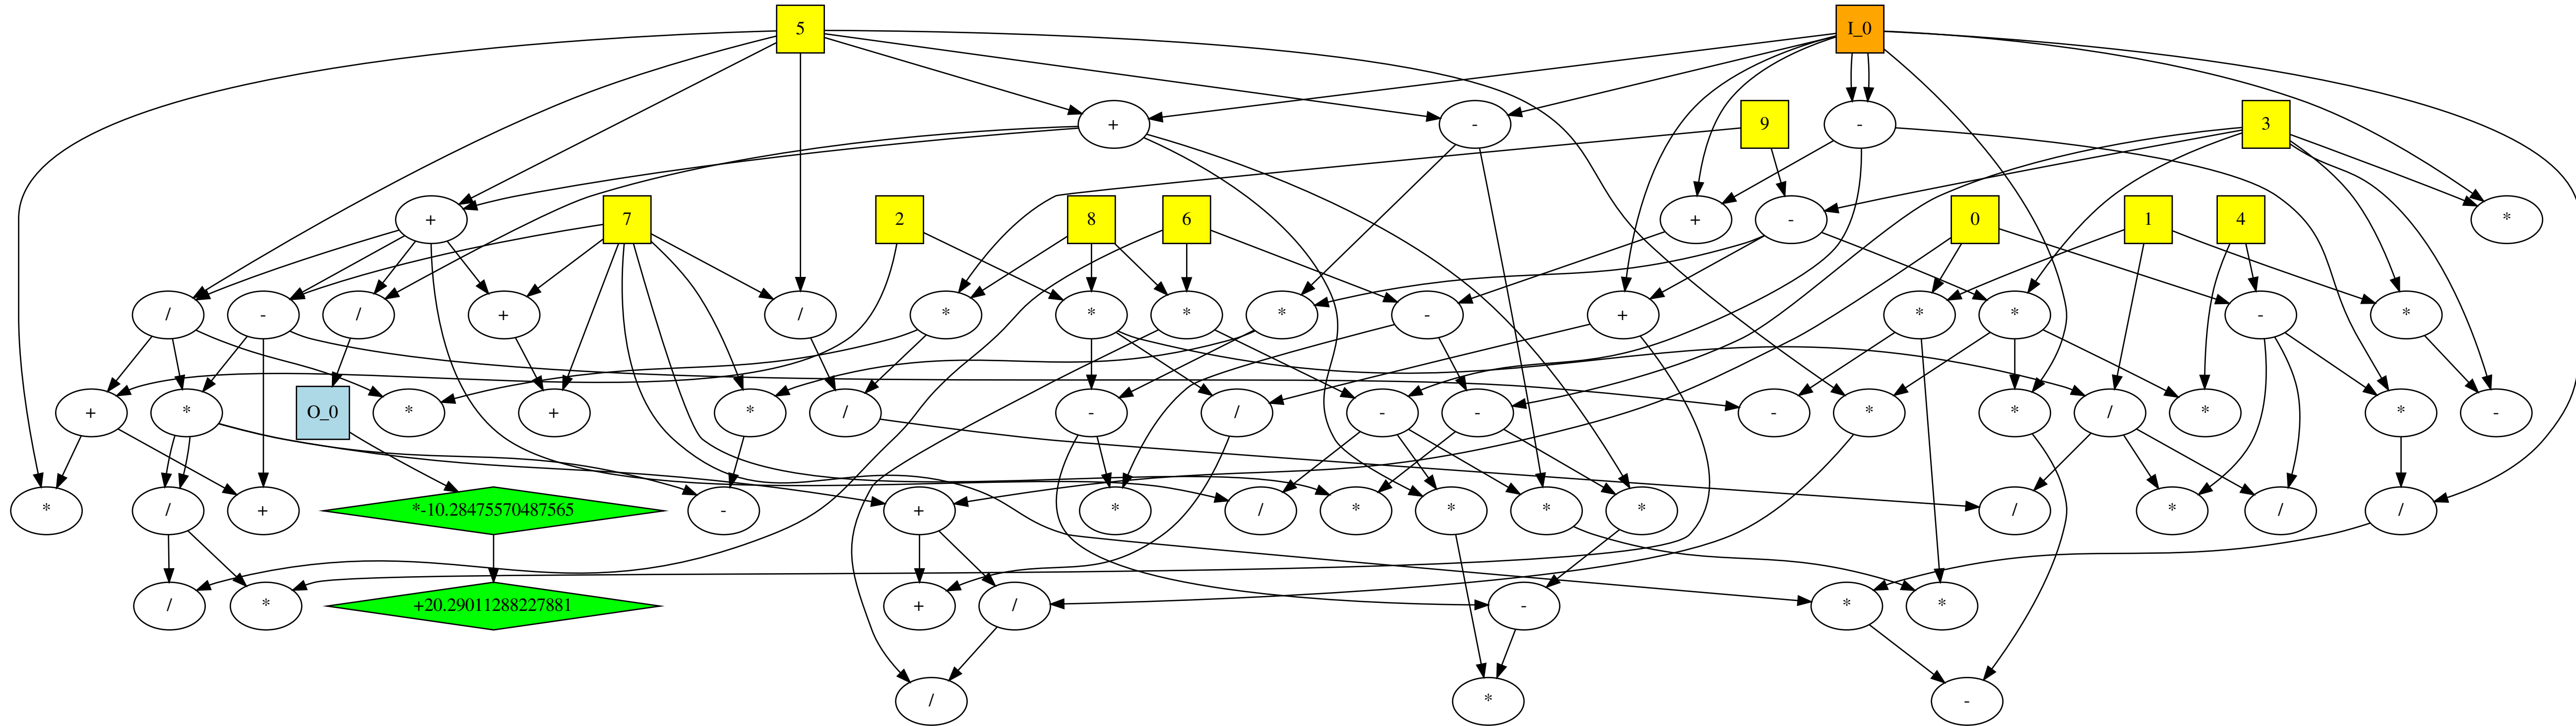 5 I_0
+ - 9 - 3
+ 7 2 8 6 + - 0 1 4 *
/ - / + / * * * * - + * * - *
+ * O_0 * + * / - / - - - * * / * * -
* / + *-10.28475570487565 - + * / * * * * / * / /
/ * +20.29011288227881 + / - * *
/ * -